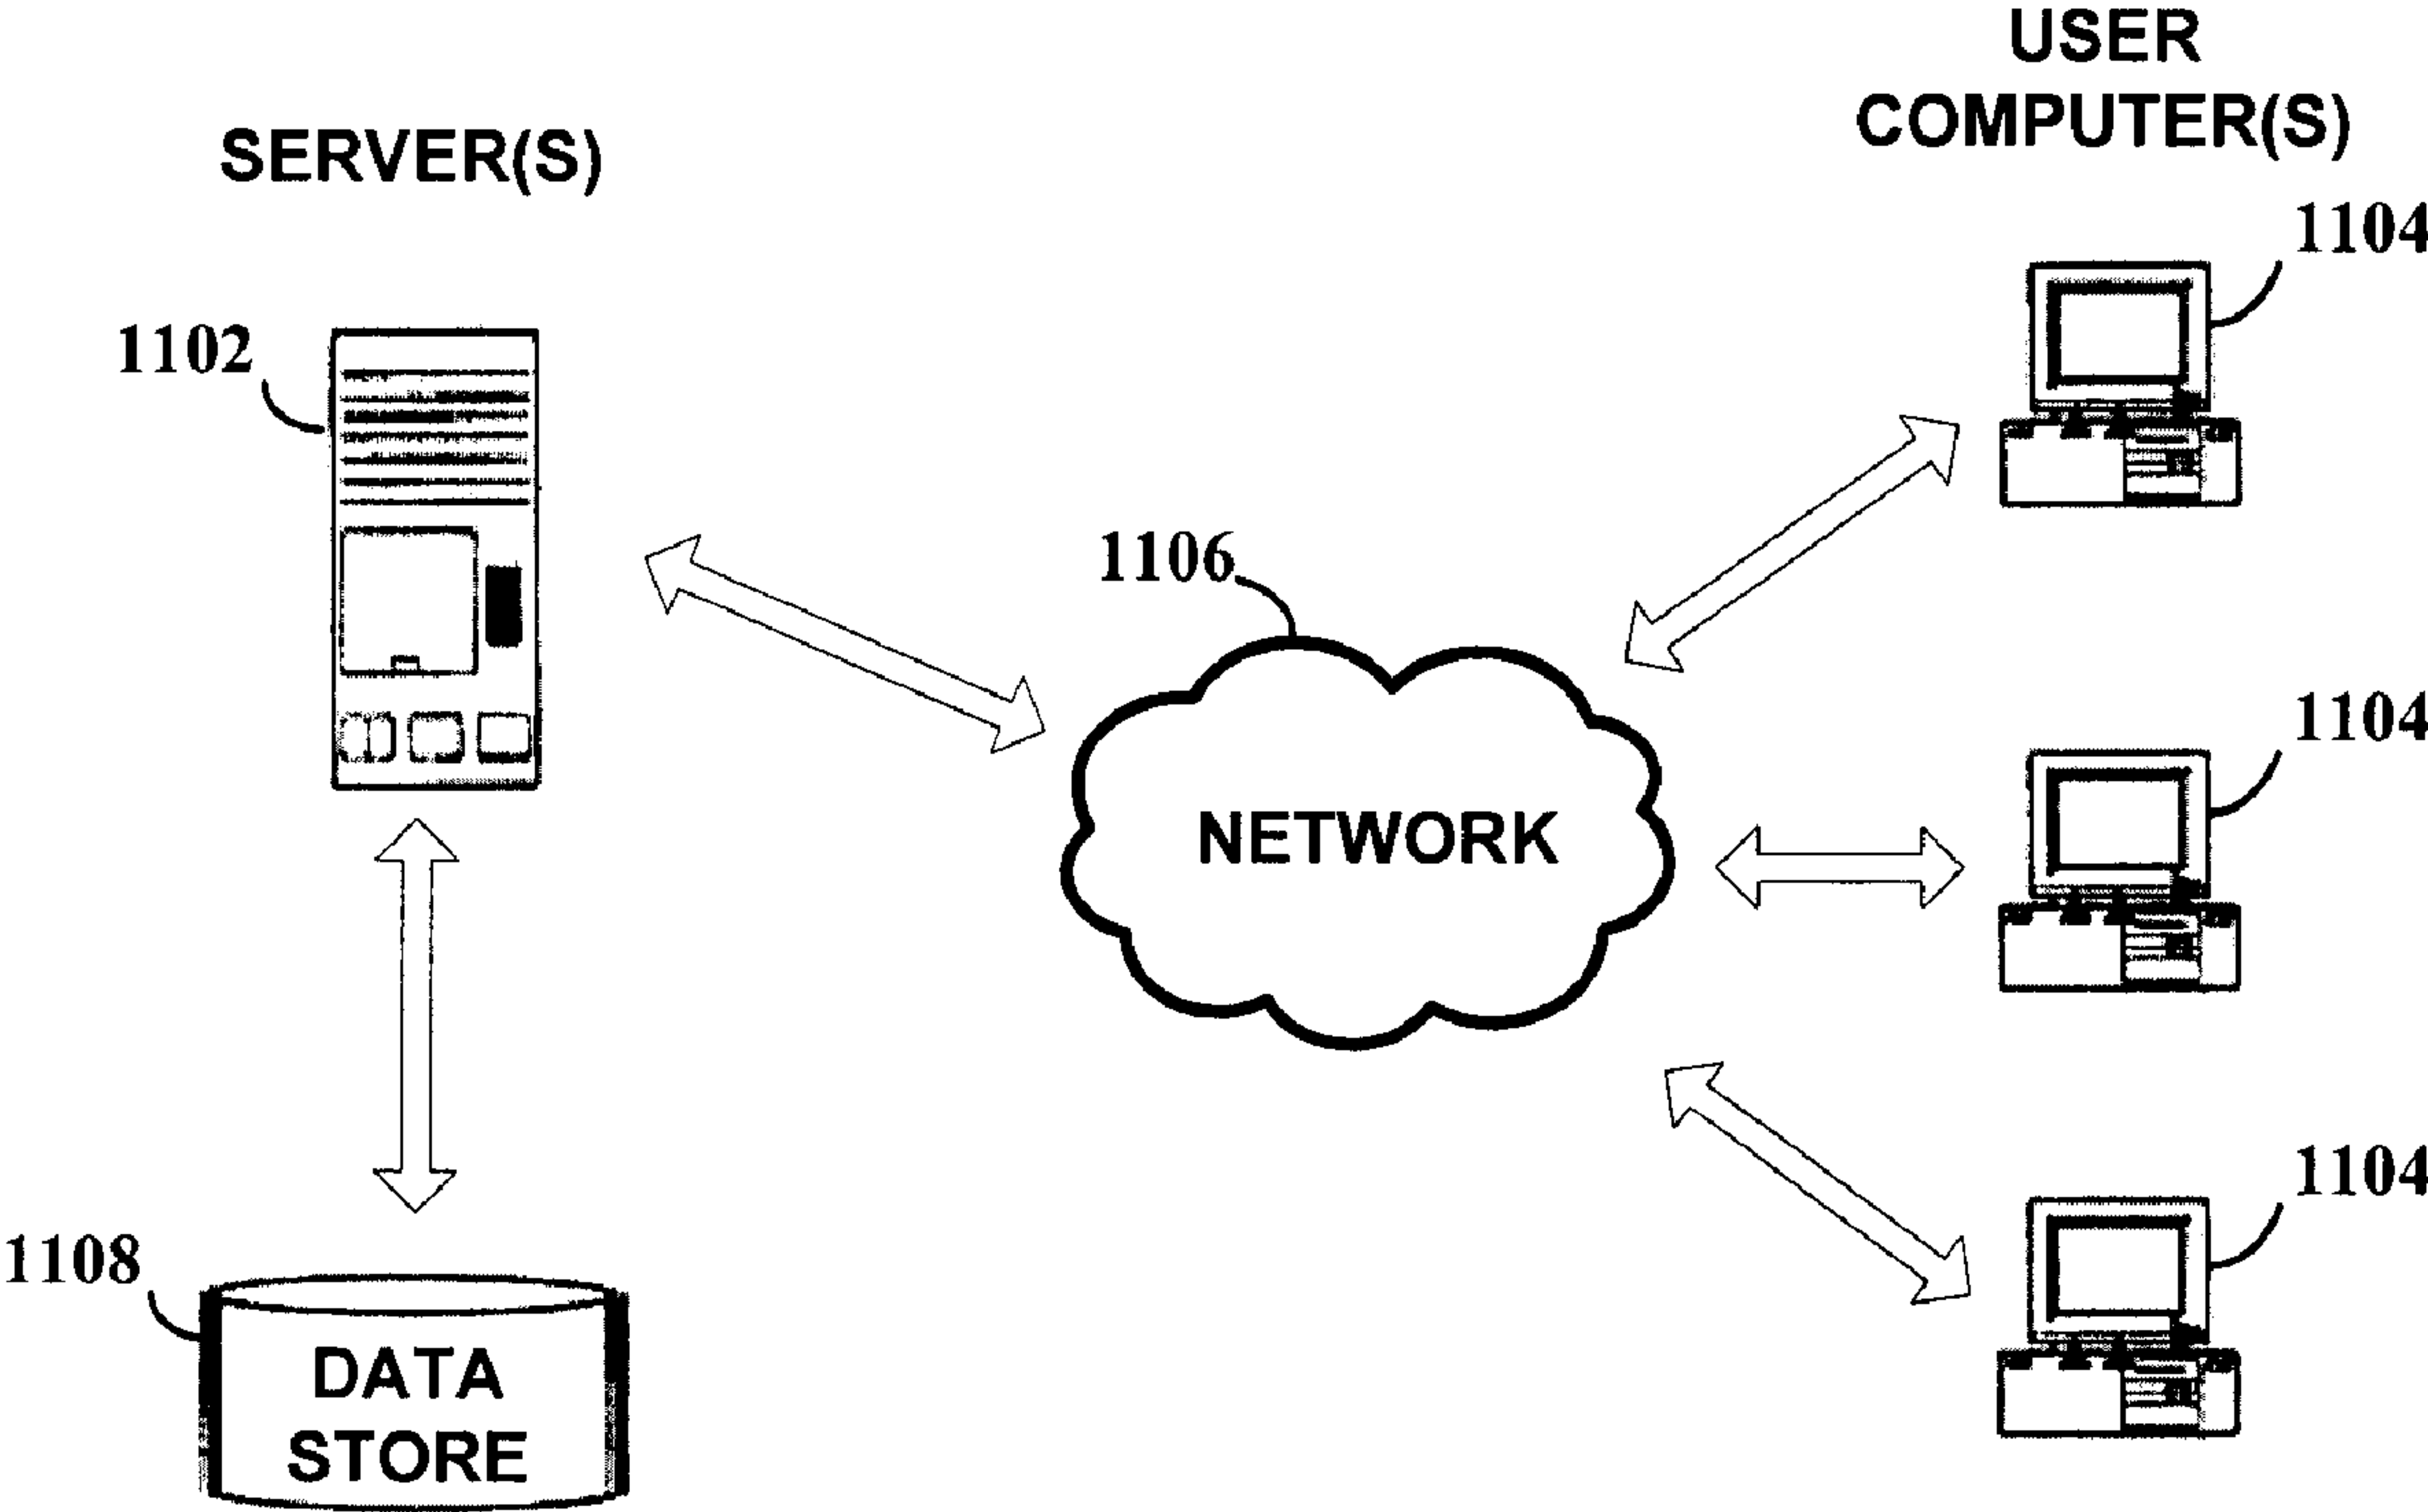 USER
COMPUTER(S)
SERVER(S)
1104
1102
1106
1104
NETWORK
1104
1108
DATA
STORE